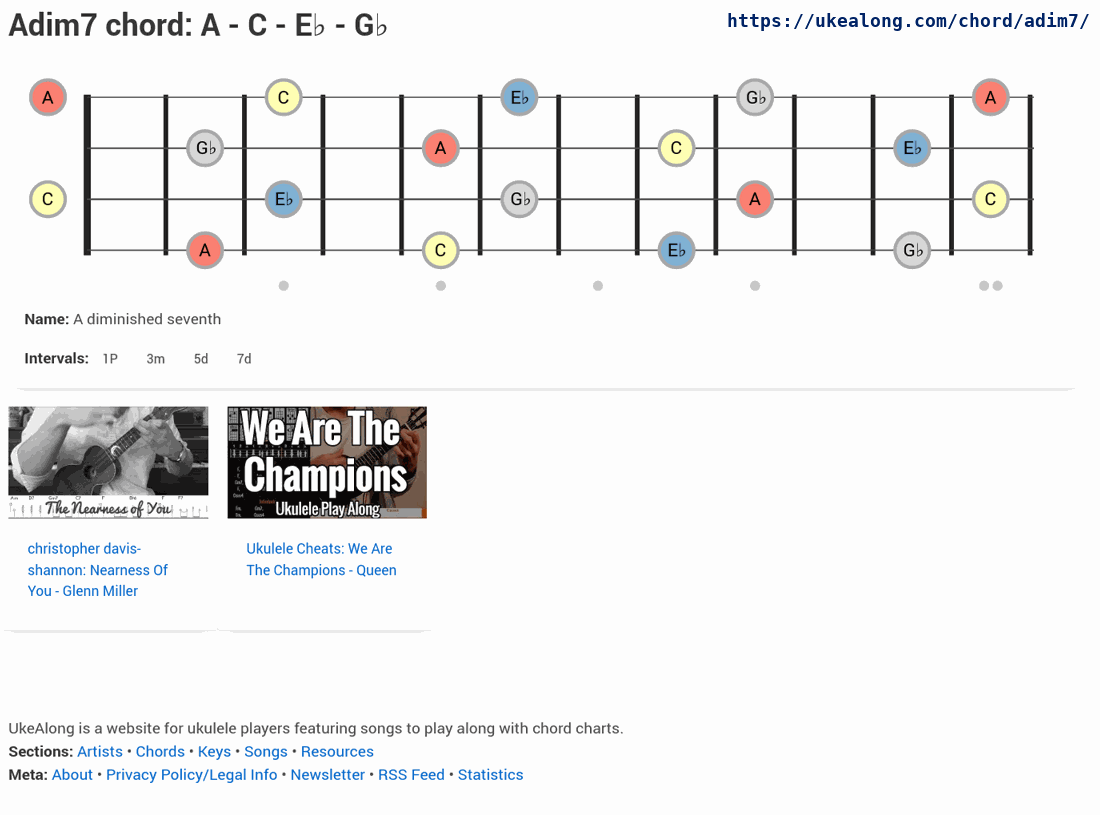 Adim7 chord: A - C - E♭ - G♭
https://ukealong.com/chord/adim7/
A C E♭ G♭ A
G♭ A C E♭
C E♭ G♭ A C
A C E♭ G♭
Name: A diminished seventh
Intervals: 1P 3m 5d 7d
The Nearness of You
We Are The
Champions
Ukulele Play Along
christopher davis-
shannon: Nearness Of
You - Glenn Miller
Ukulele Cheats: We Are
The Champions - Queen
UkeAlong is a website for ukulele players featuring songs to play along with chord charts.
Sections: Artists • Chords • Keys • Songs • Resources
Meta: About • Privacy Policy/Legal Info • Newsletter • RSS Feed • Statistics